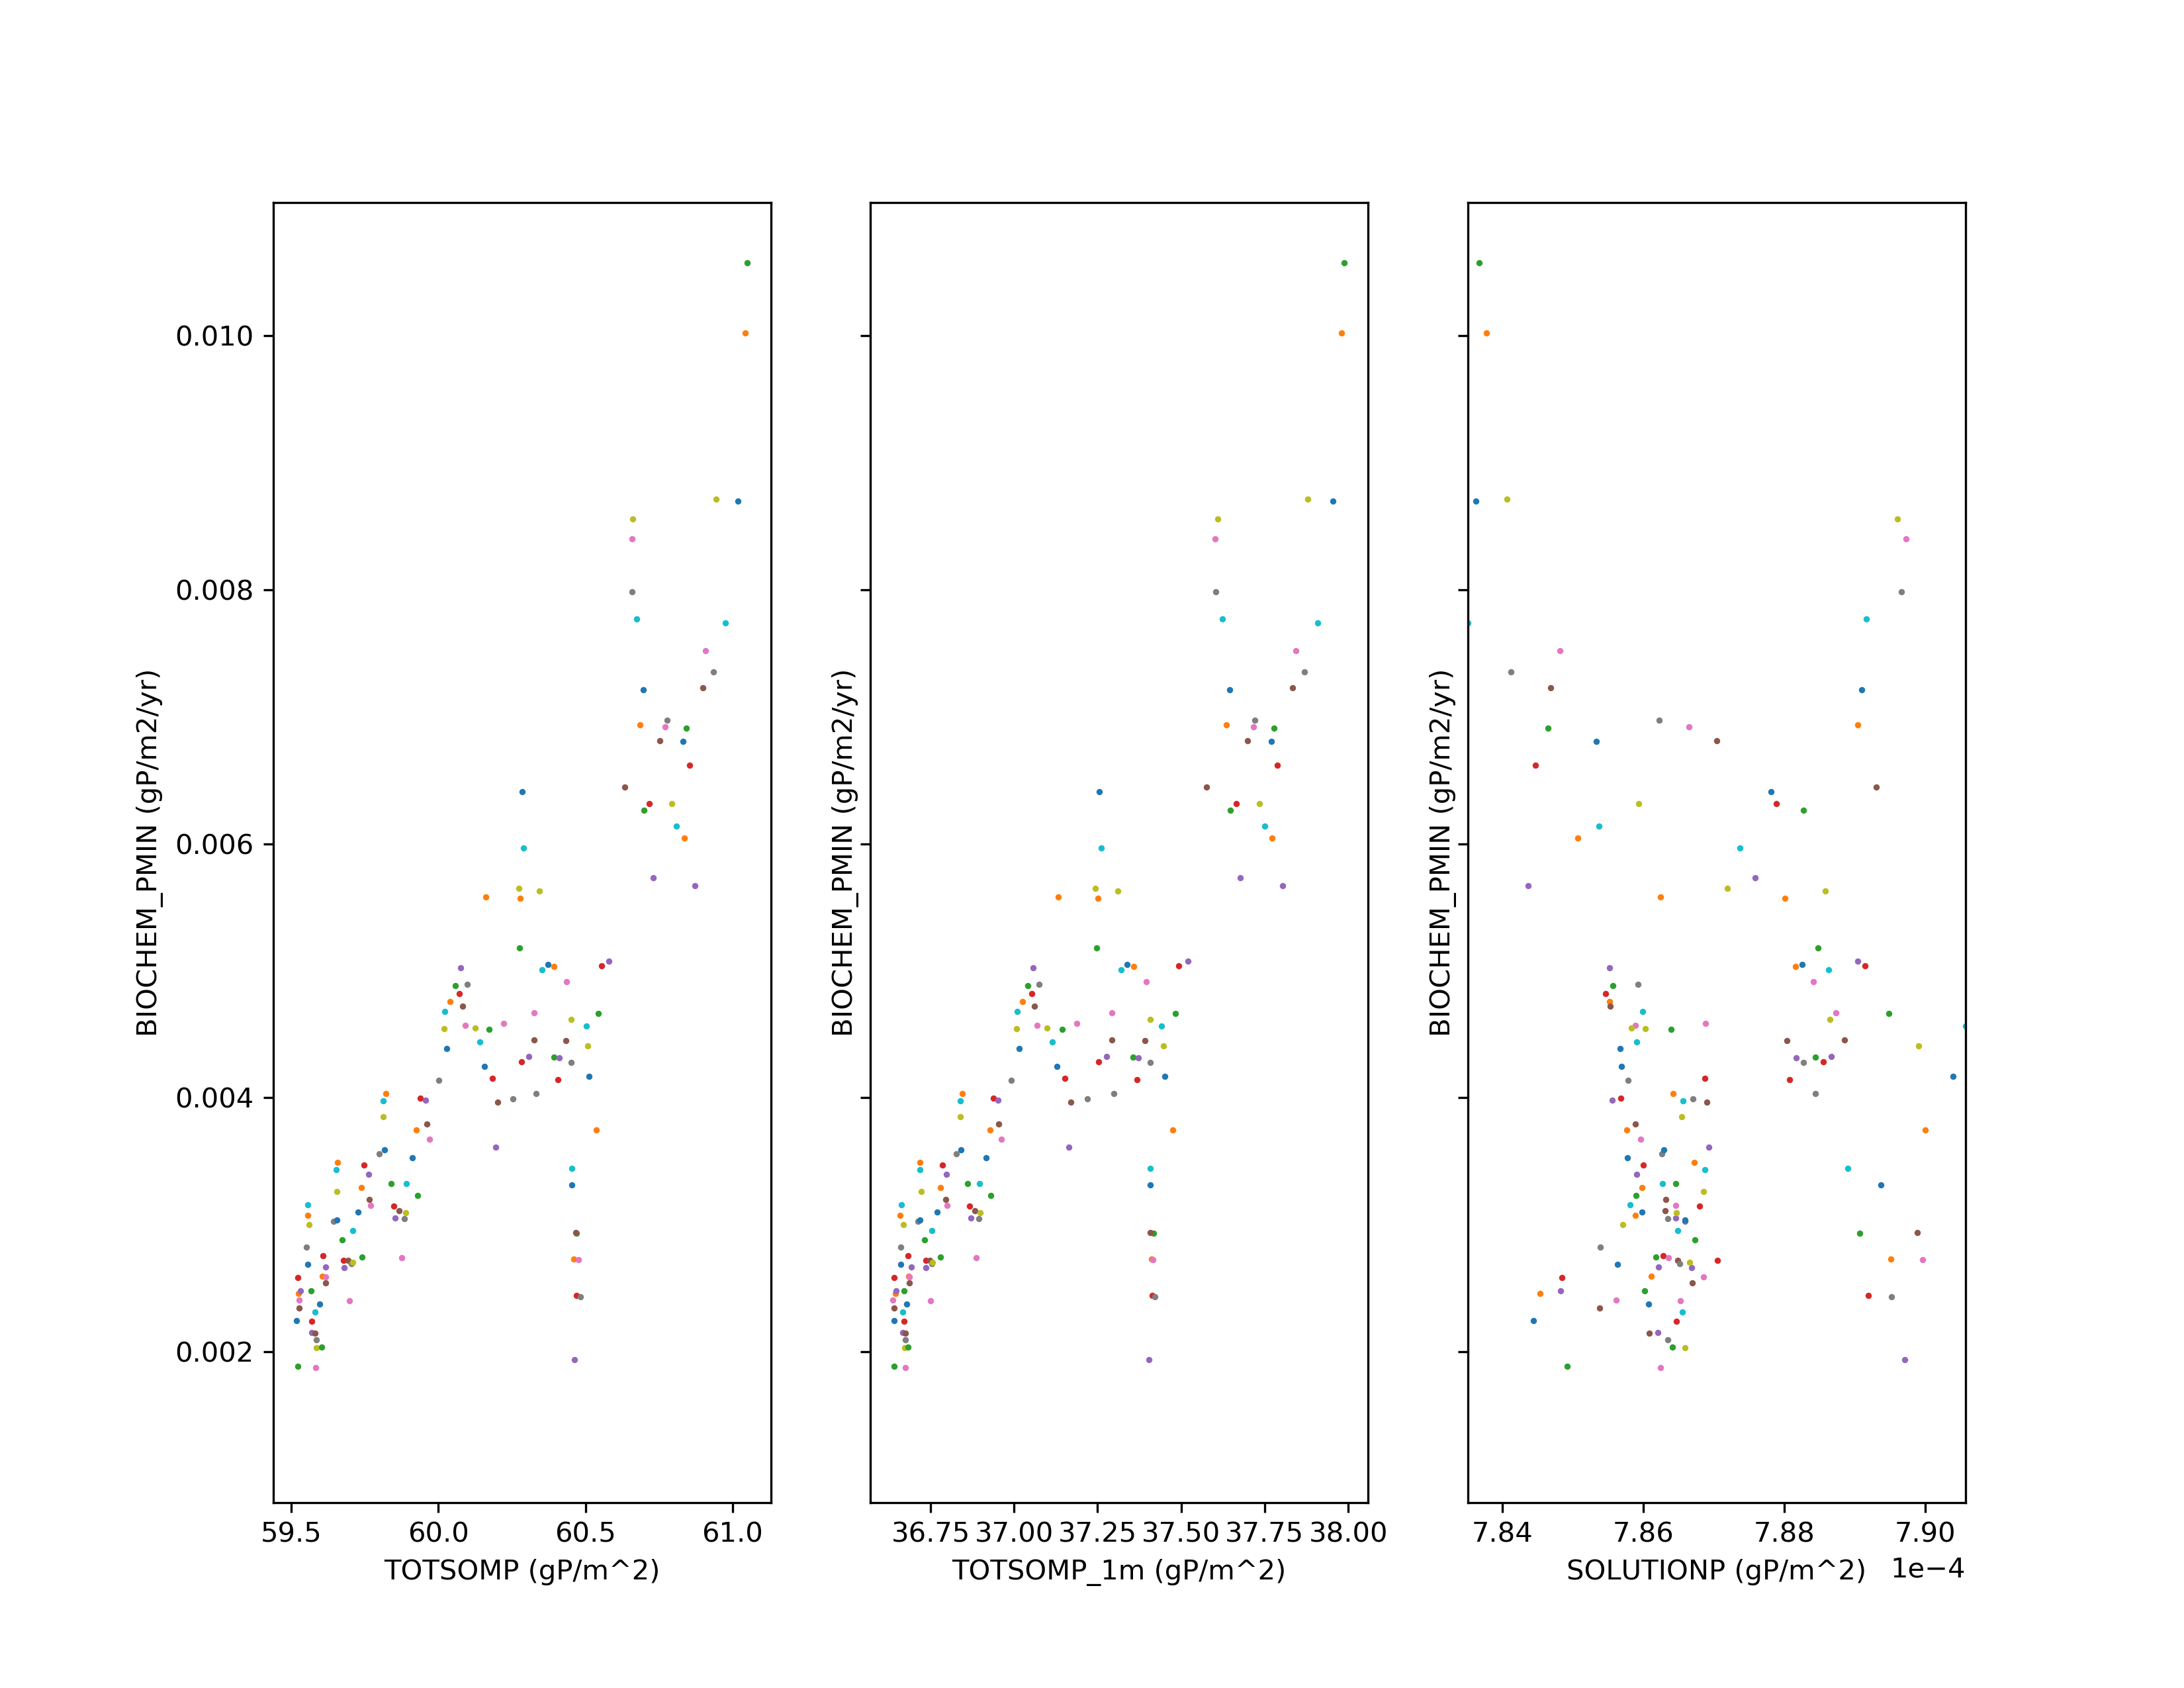 BIOCHEM_PMIN (gP/m2/yr)
0.010
0.008
0.006
0.004
0.002
59.5 60.0 60.5 61.0
TOTSOMP (gP/m^2)
BIOCHEM_PMIN (gP/m2/yr)
36.75 37.00 37.25 37.50 37.75 38.00
TOTSOMP_1m (gP/m^2)
BIOCHEM_PMIN (gP/m2/yr)
7.84 7.86 7.88 7.90
SOLUTIONP (gP/m^2) 1e−4